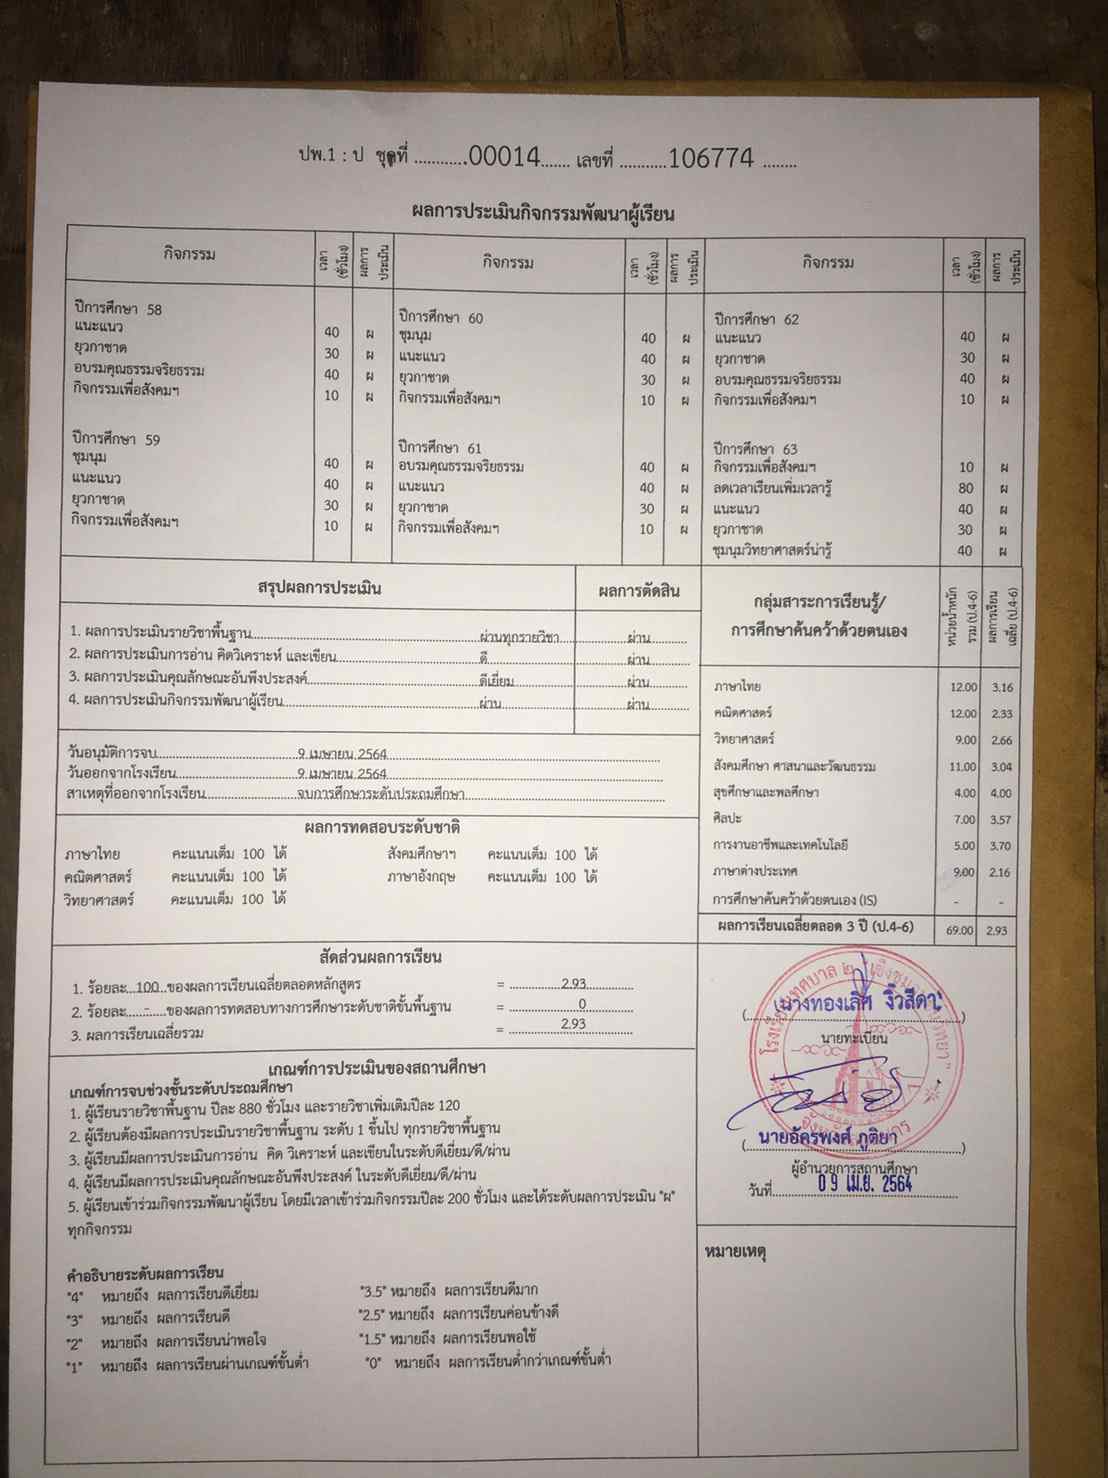 ปพ.1 : ป ชุดที่ ............00014....... เลขที่ ...........106774 ........
ผลการประเมินกิจกรรมพัฒนาผู้เรียน
กิจกรรม เวลา (ชั่วโมง) ผลการประเมิน กิจกรรม เวลา (ชั่วโมง) ผลการประเมิน กิจกรรม เวลา (ชั่วโมง) ผลการประเมิน
ปีการศึกษา 58
แนะแนว 40 ผ
ยุวกาชาด 30 ผ
อบรมคุณธรรมจริยธรรม 40 ผ
กิจกรรมเพื่อสังคมฯ 10 ผ
ปีการศึกษา 59
ชุมนุม 40 ผ
แนะแนว 40 ผ
ยุวกาชาด 30 ผ
กิจกรรมเพื่อสังคมฯ 10 ผ
ปีการศึกษา 60
ชุมนุม 40 ผ
แนะแนว 40 ผ
ยุวกาชาด 30 ผ
กิจกรรมเพื่อสังคมฯ 10 ผ
ปีการศึกษา 61
อบรมคุณธรรมจริยธรรม 40 ผ
แนะแนว 40 ผ
ยุวกาชาด 30 ผ
กิจกรรมเพื่อสังคมฯ 10 ผ
ปีการศึกษา 62
แนะแนว 40 ผ
ยุวกาชาด 30 ผ
อบรมคุณธรรมจริยธรรม 40 ผ
กิจกรรมเพื่อสังคมฯ 10 ผ
ปีการศึกษา 63
กิจกรรมเพื่อสังคมฯ 10 ผ
ลดเวลาเรียนเพิ่มเวลารู้ 80 ผ
แนะแนว 40 ผ
ยุวกาชาด 30 ผ
ชุมนุมวิทยาศาสตร์น่ารู้ 40 ผ
สรุปผลการประเมิน ผลการตัดสิน
1. ผลการประเมินรายวิชาพื้นฐาน ผ่านทุกรายวิชา ผ่าน
2. ผลการประเมินการอ่าน คิดวิเคราะห์ และเขียน ดี ผ่าน
3. ผลการประเมินคุณลักษณะอันพึงประสงค์ ดีเยี่ยม ผ่าน
4. ผลการประเมินกิจกรรมพัฒนาผู้เรียน ผ่าน ผ่าน
วันอนุมัติการจบ 9 เมษายน 2564
วันออกจากโรงเรียน 9 เมษายน 2564
สาเหตุที่ออกจากโรงเรียน จบการศึกษาระดับประถมศึกษา
ผลการทดสอบระดับชาติ
ภาษาไทย คะแนนเต็ม 100 ได้ สังคมศึกษาฯ คะแนนเต็ม 100 ได้
คณิตศาสตร์ คะแนนเต็ม 100 ได้ ภาษาอังกฤษ คะแนนเต็ม 100 ได้
วิทยาศาสตร์ คะแนนเต็ม 100 ได้
สัดส่วนผลการเรียน
1. ร้อยละ 100 ของผลการเรียนเฉลี่ยตลอดหลักสูตร = 2.93
2. ร้อยละ - ของผลการทดสอบทางการศึกษาระดับชาติขั้นพื้นฐาน = 0
3. ผลการเรียนเฉลี่ยรวม = 2.93
เกณฑ์การประเมินของสถานศึกษา
เกณฑ์การจบช่วงชั้นระดับประถมศึกษา
1. ผู้เรียนรายวิชาพื้นฐาน ปีละ 880 ชั่วโมง และรายวิชาเพิ่มเติมปีละ 120
2. ผู้เรียนต้องมีผลการประเมินรายวิชาพื้นฐาน ระดับ 1 ขึ้นไป ทุกรายวิชาพื้นฐาน
3. ผู้เรียนมีผลการประเมินการอ่าน คิด วิเคราะห์ และเขียนในระดับดีเยี่ยม/ดี/ผ่าน
4. ผู้เรียนมีผลการประเมินคุณลักษณะอันพึงประสงค์ ในระดับดีเยี่ยม/ดี/ผ่าน
5. ผู้เรียนเข้าร่วมกิจกรรมพัฒนาผู้เรียน โดยมีเวลาเข้าร่วมกิจกรรมปีละ 200 ชั่วโมง และได้ระดับผลการประเมิน "ผ"
ทุกกิจกรรม
คำอธิบายระดับผลการเรียน
"4" หมายถึง ผลการเรียนดีเยี่ยม "3.5" หมายถึง ผลการเรียนดีมาก
"3" หมายถึง ผลการเรียนดี "2.5" หมายถึง ผลการเรียนค่อนข้างดี
"2" หมายถึง ผลการเรียนน่าพอใจ "1.5" หมายถึง ผลการเรียนพอใช้
"1" หมายถึง ผลการเรียนผ่านเกณฑ์ขั้นต่ำ "0" หมายถึง ผลการเรียนต่ำกว่าเกณฑ์ขั้นต่ำ
กลุ่มสาระการเรียนรู้/
การศึกษาค้นคว้าด้วยตนเอง
หน่วยน้ำหนักรวม (ป.4-6) ผลการเรียนเฉลี่ย (ป.4-6)
ภาษาไทย 12.00 3.16
คณิตศาสตร์ 12.00 2.33
วิทยาศาสตร์ 9.00 2.66
สังคมศึกษา ศาสนาและวัฒนธรรม 11.00 3.04
สุขศึกษาและพลศึกษา 4.00 4.00
ศิลปะ 7.00 3.57
การงานอาชีพและเทคโนโลยี 5.00 3.70
ภาษาต่างประเทศ 9.00 2.16
การศึกษาค้นคว้าด้วยตนเอง (IS) - -
ผลการเรียนเฉลี่ยตลอด 3 ปี (ป.4-6) 69.00 2.93
(นางทองเลิศ งิ้วสีดา)
นายทะเบียน
(นายอัครพงศ์ ภูติยา)
ผู้อำนวยการสถานศึกษา
วันที่ 09 เม.ย. 2564
หมายเหตุ